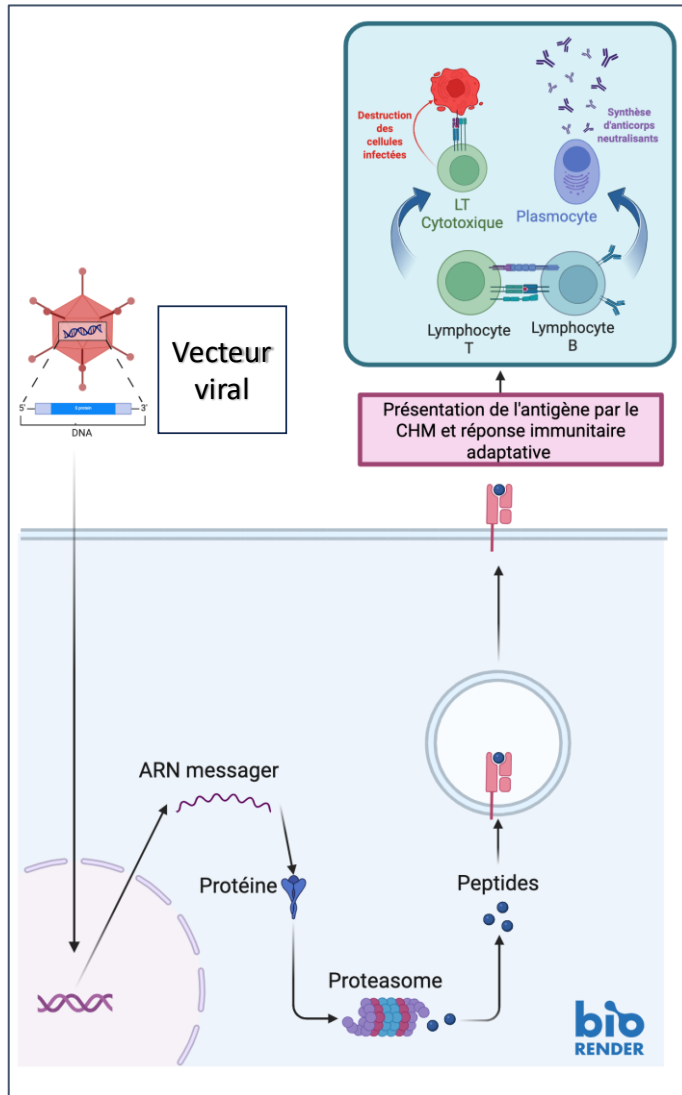 Destruction
des
cellules
infectées
Synthèse
d'anticorps
neutralisants
LT
Cytotoxique
Plasmocyte
Lymphocyte
T
Lymphocyte
B
Vecteur
viral
5'
S protein
3'
DNA
Présentation de l'antigène par le
CHM et réponse immunitaire
adaptative
ARN messager
Protéine
Peptides
Proteasome
bio
RENDER